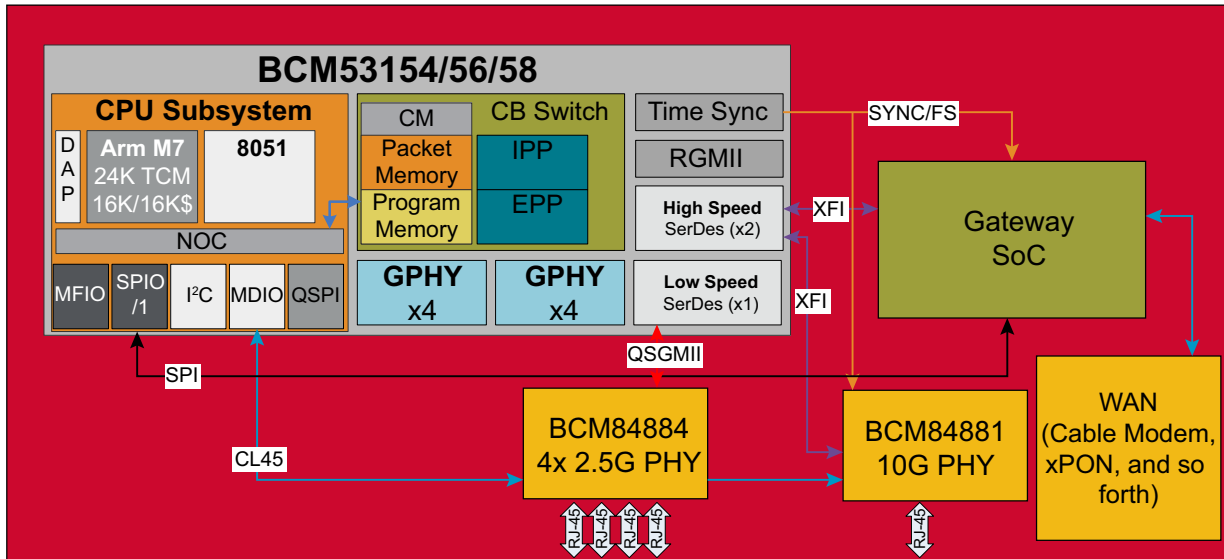 BCM53154/56/58
CPU Subsystem
D
A
P
Arm M7
24K TCM
16K/16K$
8051
NOC
MFIO
SPIO
/1
I²C
MDIO
QSPI
CM
Packet
Memory
Program
Memory
CB Switch
IPP
EPP
GPHY
x4
GPHY
x4
Time Sync
RGMII
High Speed
SerDes (x2)
Low Speed
SerDes (x1)
SYNC/FS
XFI
XFI
Gateway
SoC
QSGMII
SPI
CL45
BCM84884
4x 2.5G PHY
BCM84881
10G PHY
WAN
(Cable Modem,
xPON, and so
forth)
RJ-45
RJ-45
RJ-45
RJ-45
RJ-45